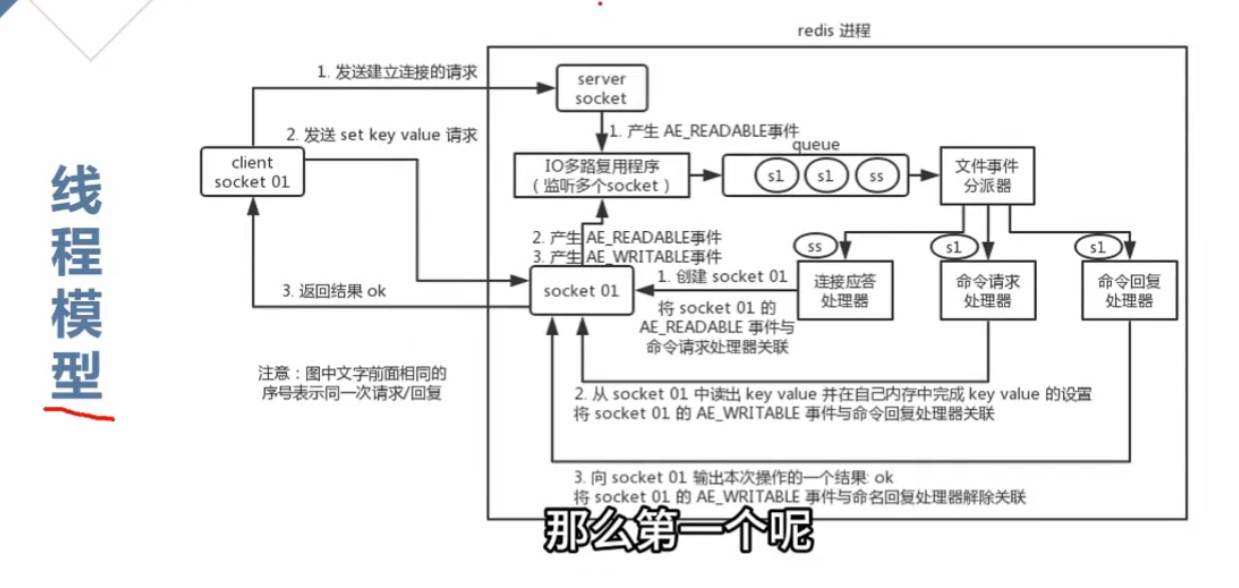 线程模型
redis 进程
1. 发送建立连接的请求
server
socket
1. 产生 AE_READABLE事件
2. 发送 set key value 请求
client
socket 01
IO多路复用程序
（监听多个socket）
queue
s1
s1
ss
文件事件
分派器
2. 产生 AE_READABLE事件
3. 产生 AE_WRITABLE事件
ss
s1
s1
socket 01
1. 创建 socket 01
将 socket 01 的
AE_READABLE 事件与
命令请求处理器关联
连接应答
处理器
命令请求
处理器
命令回复
处理器
3. 返回结果 ok
注意：图中文字前面相同的
序号表示同一次请求/回复
2. 从 socket 01 中读出 key value 并在自己内存中完成 key value 的设置
将 socket 01 的 AE_WRITABLE 事件与命令回复处理器关联
3. 向 socket 01 输出本次操作的一个结果: ok
将 socket 01 的 AE_WRITABLE 事件与命名回复处理器解除关联
那么第一个呢